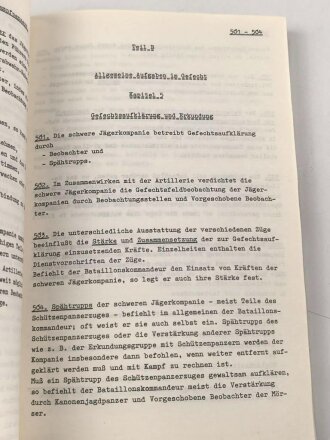 501 - 504
Teil B
Allgemeine Aufgaben im Gefecht
Kapitel 5
Gefechtsaufklärung und Erkundung
501. Die schwere Jägerkompanie betreibt Gefechtsaufklärung
durch
- Beobachter und
- Spähtrupps.
502. Im Zusammenwirken mit der Artillerie verdichtet die
schwere Jägerkompanie die Gefechtsfeldbeobachtung der Jäger-
kompanien durch Beobachtungsstellen und Vorgeschobene Beobach-
ter.
503. Die unterschiedliche Ausstattung der verschiedenen Züge
beeinflußt die Stärke und Zusammensetzung der zur Gefechtsauf-
klärung einzusetzenden Kräfte. Einzelheiten enthalten die
Dienstvorschriften der Züge.
Befiehlt der Bataillonskommandeur den Einsatz von Kräften der
schweren Jägerkompanie, so legt er auch ihre Stärke fest.
504. Spähtrupps der schweren Jägerkompanie - meist Teile des
Schützenpanzerzuges - befiehlt im allgemeinen der Bataillons-
kommandeur; oft weist er sie auch selbst ein. Spähtrupps des
Schützenpanzerzuges oder die Verstärkung anderer Spähtrupps
wie z. B. der Erkundungsgruppe mit Schützenpanzern werden der
Kompanie insbesondere dann befohlen, wenn weiter entfernt auf-
geklärt werden muß und mit Kampf zu rechnen ist.
Muß ein Spähtrupp des Schützenpanzerzuges gewaltsam aufklären,
so befiehlt der Bataillonskommandeur meist die Verstärkung
durch Kanonenjagdpanzer und Vorgeschobene Beobachter der Mör-
ser.